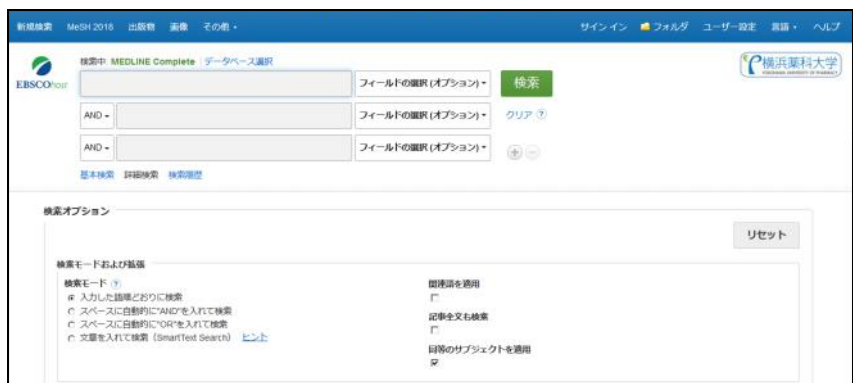 新規検索 MeSH 2016 出版物 画像 その他 サインイン フォルダ ユーザー設定 言語 ヘルプ
検索中: MEDLINE Complete データベース選択
EBSCOhost
横浜薬科大学
YOKOHAMA UNIVERSITY OF PHARMACY
フィールドの選択 (オプション) 検索
AND フィールドの選択 (オプション) クリア ?
AND フィールドの選択 (オプション)
基本検索 詳細検索 検索履歴
検索オプション
リセット
検索モードおよび拡張
検索モード ? 関連語を適用
入力した語順どおりに検索
スペースに自動的に"AND"を入れて検索 記事全文も検索
スペースに自動的に"OR"を入れて検索
文章を入れて検索 (SmartText Search) ヒント
同等のサブジェクトを適用